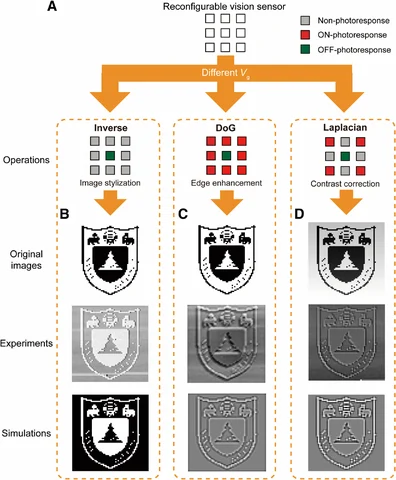 A
Reconfigurable vision sensor
Non-photoresponse
ON-photoresponse
OFF-photoresponse
Different Vg
Operations
Inverse
Image stylization
DoG
Edge enhancement
Laplacian
Contrast correction
B
C
D
Original
images
Experiments
Simulations